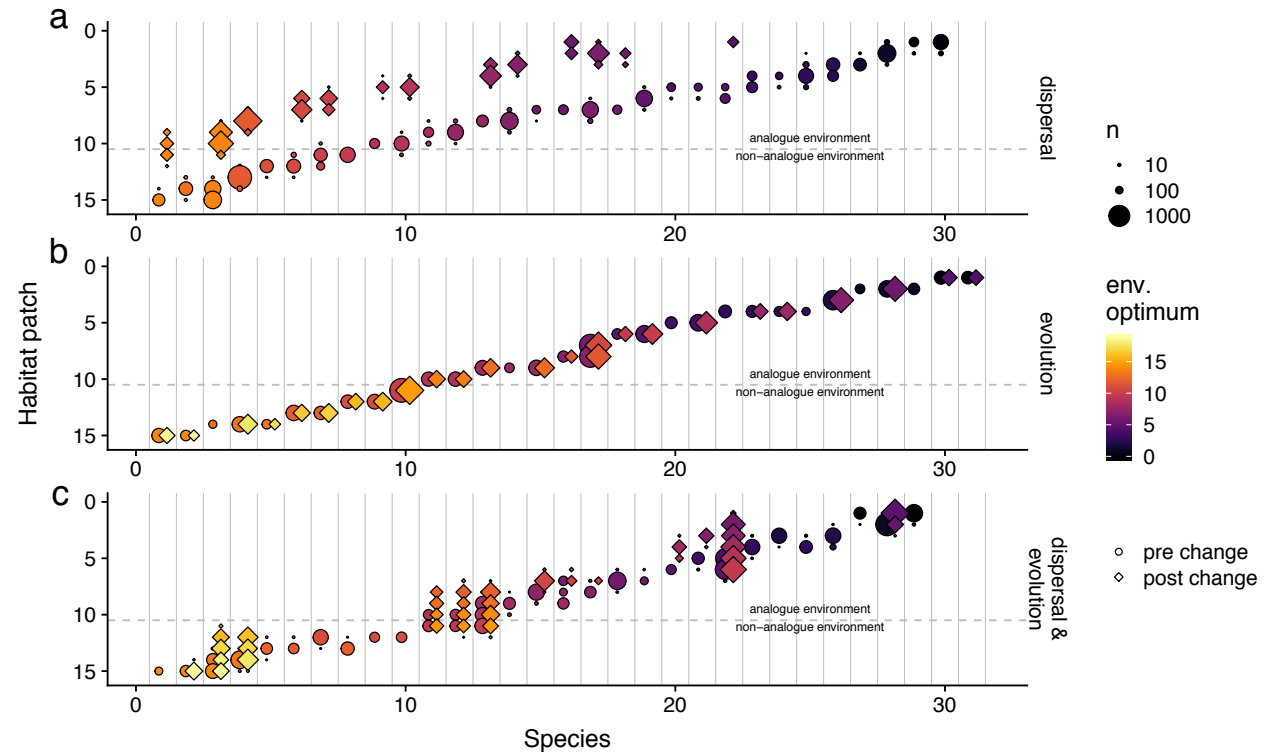 a
0
5
10
15
analogue environment
non−analogue environment
dispersal
0
10
20
30
b
0
5
10
15
analogue environment
non−analogue environment
evolution
0
10
20
30
c
0
5
10
15
analogue environment
non−analogue environment
dispersal &
evolution
0
10
20
30
Habitat patch
Species
n
10
100
1000
env.
optimum
15
10
5
0
pre change
post change